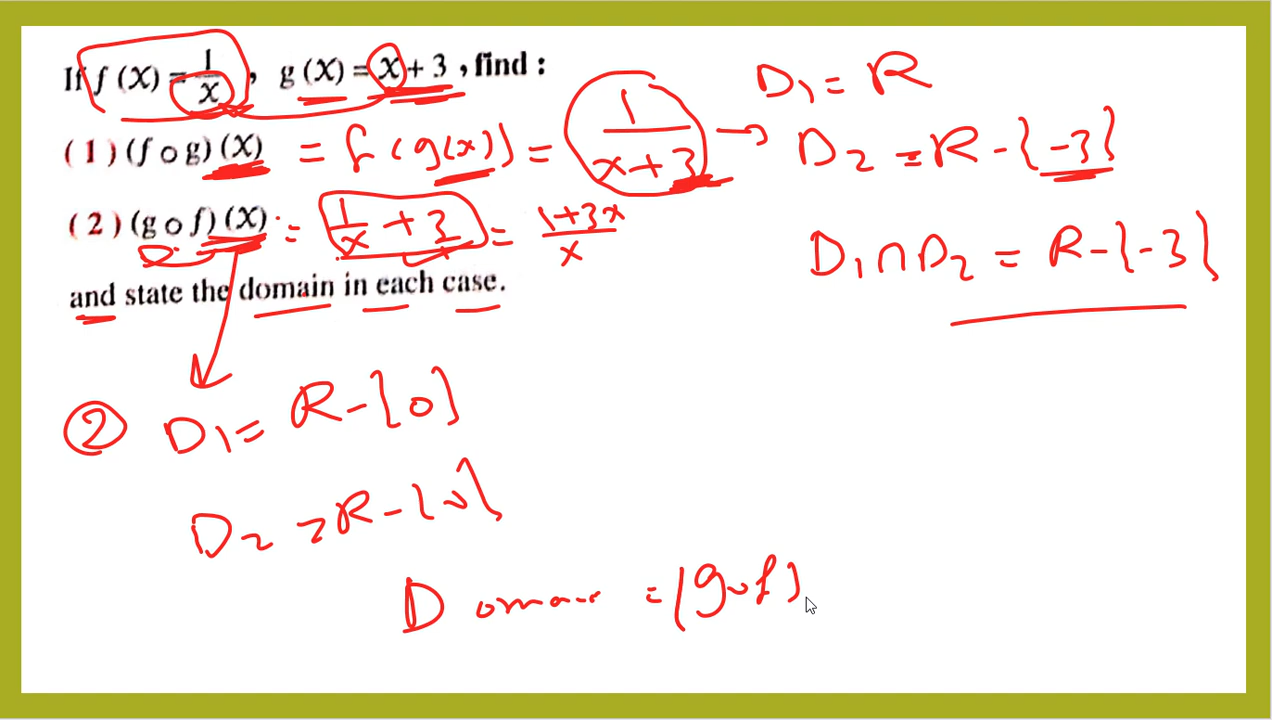 If f (X) = 1/x , g (X) = x + 3 , find :
(1) (f o g) (X) = f(g(x)) = 1/(x+3) → D1 = R
D2 = R - {-3}
(2) (g o f) (X) = 1/x + 3 = (1+3x)/x
D1 ∩ D2 = R - {-3}
and state the domain in each case.
② D1 = R - {0}
D2 = R - {0}
Domain = (gof)